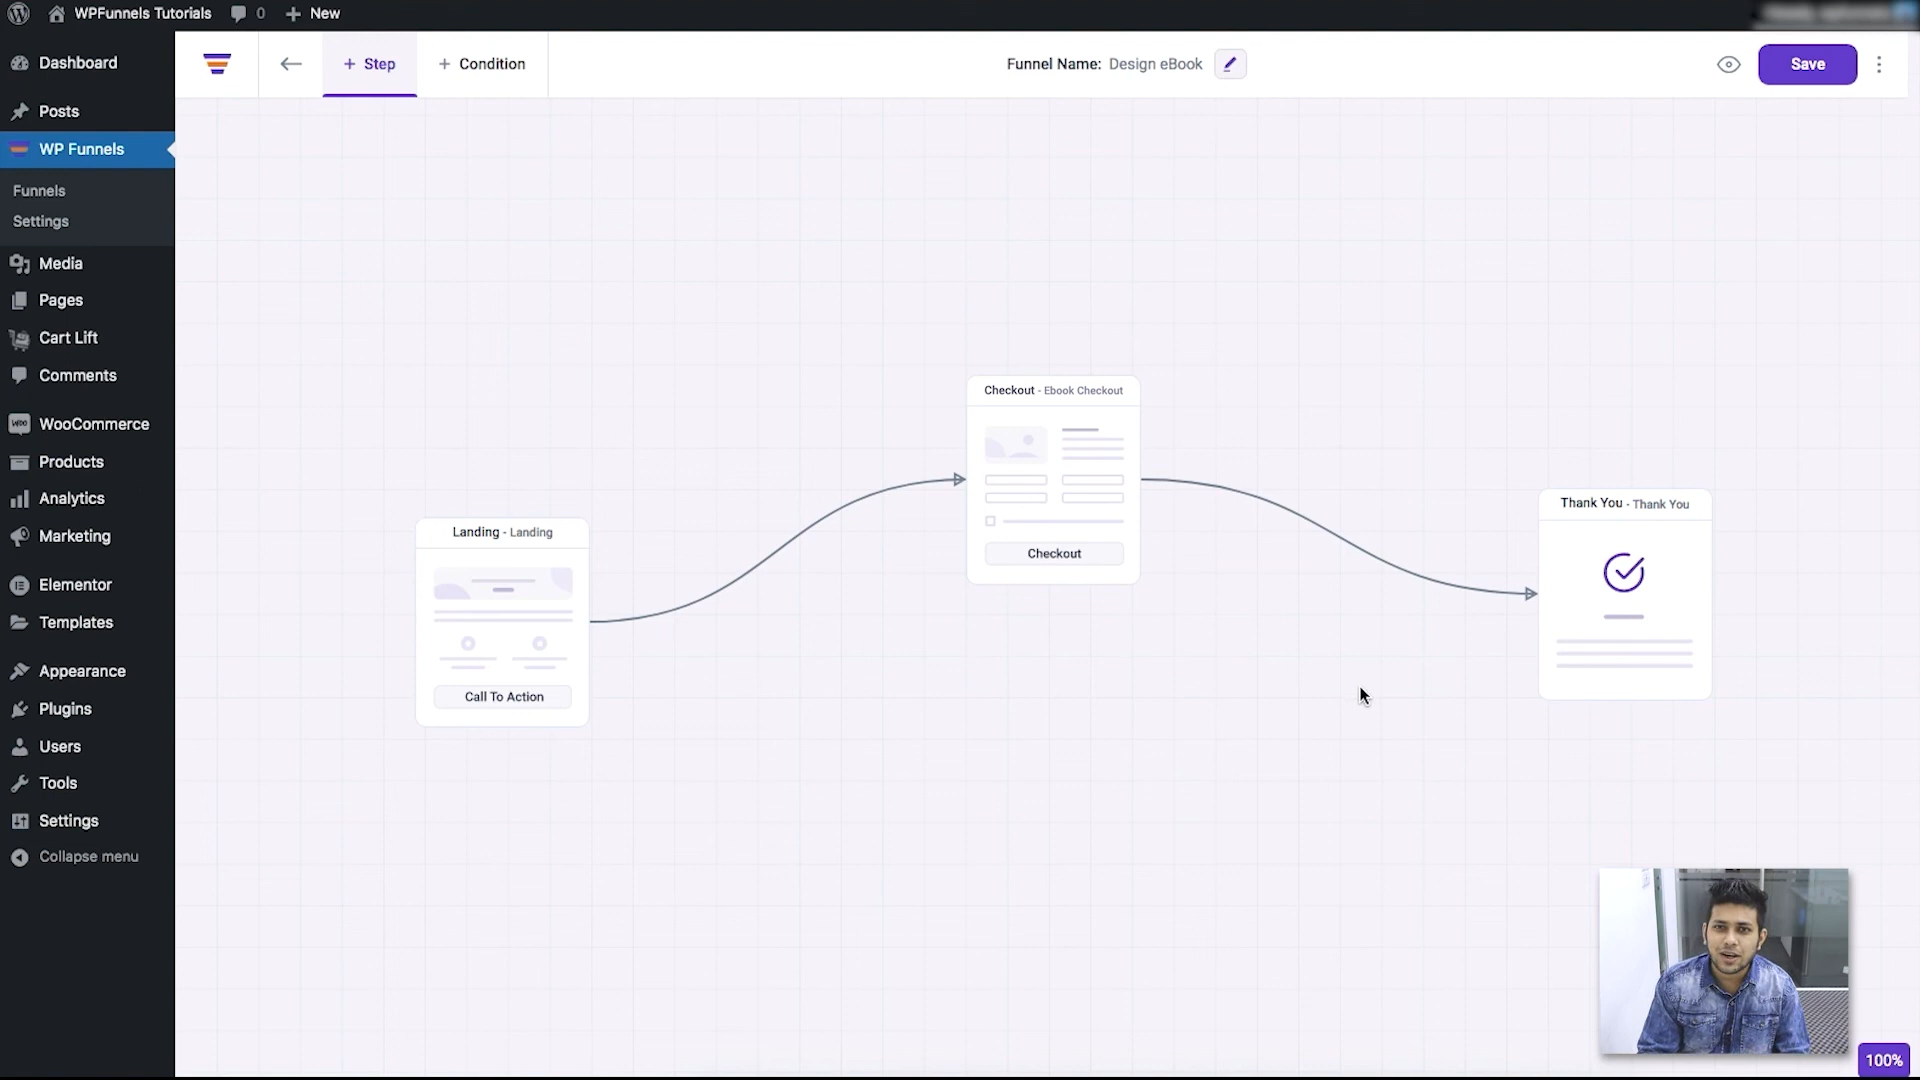 WPFunnels Tutorials 0 New
Dashboard
Posts
WP Funnels
Funnels
Settings
Media
Pages
Cart Lift
Comments
WooCommerce
Products
Analytics
Marketing
Elementor
Templates
Appearance
Plugins
Users
Tools
Settings
Collapse menu
+ Step
+ Condition
Funnel Name: Design eBook
Save
Landing - Landing
Call To Action
Checkout - Ebook Checkout
Checkout
Thank You - Thank You
100%